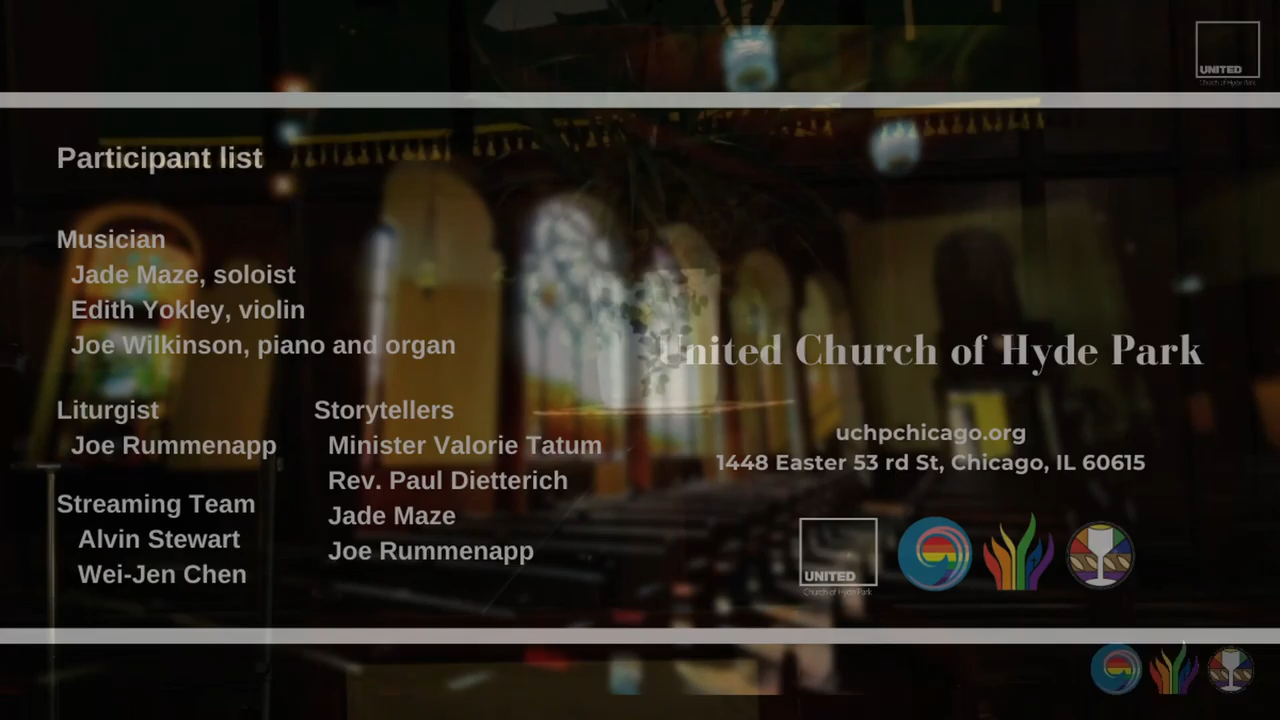 UNITED
Church of Hyde Park
Participant list
Musician
Jade Maze, soloist
Edith Yokley, violin
Joe Wilkinson, piano and organ
Liturgist
Joe Rummenapp
Streaming Team
Alvin Stewart
Wei-Jen Chen
Storytellers
Minister Valorie Tatum
Rev. Paul Dietterich
Jade Maze
Joe Rummenapp
United Church of Hyde Park
uchpchicago.org
1448 Easter 53 rd St, Chicago, IL 60615
UNITED
Church of Hyde Park